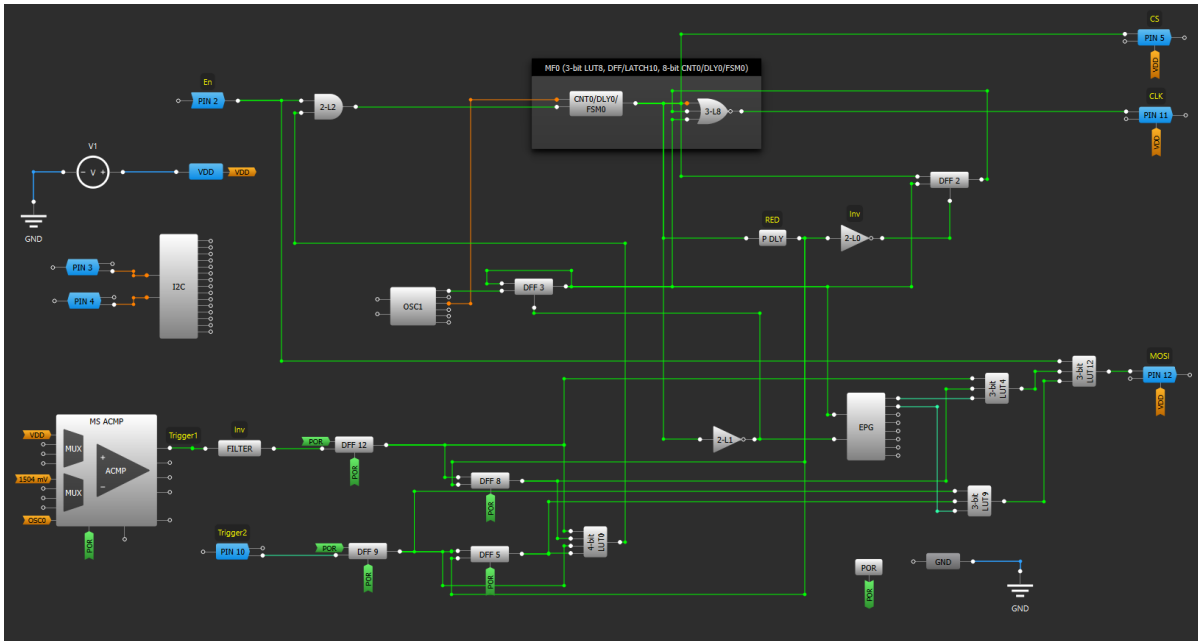 CS
PIN 5
VDD
MF0 (3-bit LUT8, DFF/LATCH10, 8-bit CNT0/DLY0/FSM0)
En
PIN 2
2-L2
CNT0/DLY0/
FSM0
3-L8
CLK
PIN 11
VDD
V1
− V +
VDD
VDD
GND
DFF 2
RED
P DLY
Inv
2-L0
PIN 3
PIN 4
I2C
OSC1
DFF 3
MOSI
PIN 12
VDD
3-bit
LUT12
3-bit
LUT4
EPG
2-L1
MS ACMP
VDD
MUX
+
ACMP
−
1504 mV
MUX
OSC0
POR
Trigger1
Inv
FILTER
POR
DFF 12
POR
DFF 8
POR
3-bit
LUT9
Trigger2
PIN 10
POR
DFF 9
POR
DFF 5
POR
4-bit
LUT0
POR
POR
GND
GND